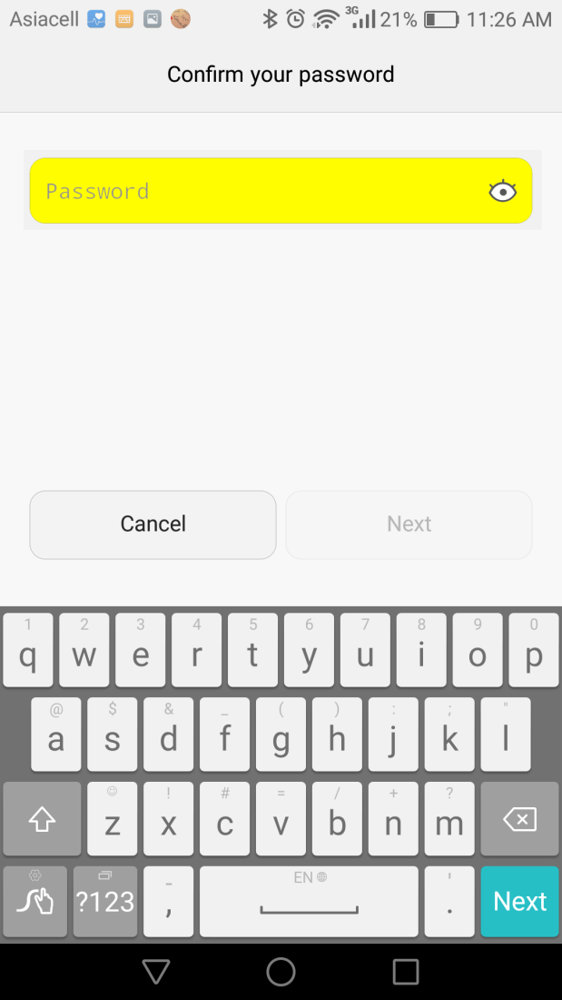 Asiacell 3G 21% 11:26 AM
Confirm your password
Password
Cancel Next
1 2 3 4 5 6 7 8 9 0
q w e r t y u i o p
@ $ & _ ( ) : ; "
a s d f g h j k l
! # = / + ?
z x c v b n m
- EN '
?123 , . Next